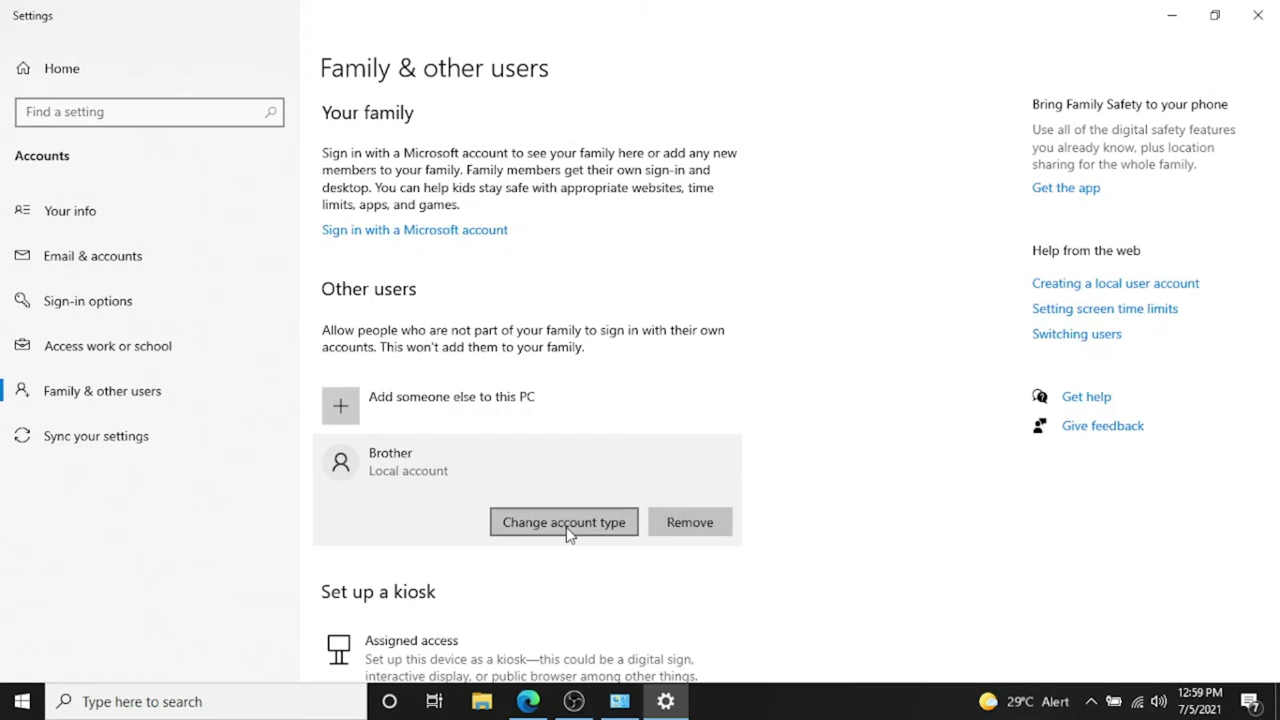 Settings
Home
Find a setting
Accounts
Your info
Email & accounts
Sign-in options
Access work or school
Family & other users
Sync your settings
Family & other users
Your family
Sign in with a Microsoft account to see your family here or add any new
members to your family. Family members get their own sign-in and
desktop. You can help kids stay safe with appropriate websites, time
limits, apps, and games.
Sign in with a Microsoft account
Other users
Allow people who are not part of your family to sign in with their own
accounts. This won't add them to your family.
Add someone else to this PC
Brother
Local account
Change account type
Remove
Set up a kiosk
Assigned access
Set up this device as a kiosk—this could be a digital sign,
interactive display, or public browser among other things.
Bring Family Safety to your phone
Use all of the digital safety features
you already know, plus location
sharing for the whole family.
Get the app
Help from the web
Creating a local user account
Setting screen time limits
Switching users
Get help
Give feedback
Type here to search
29°C Alert
12:59 PM
7/5/2021
7